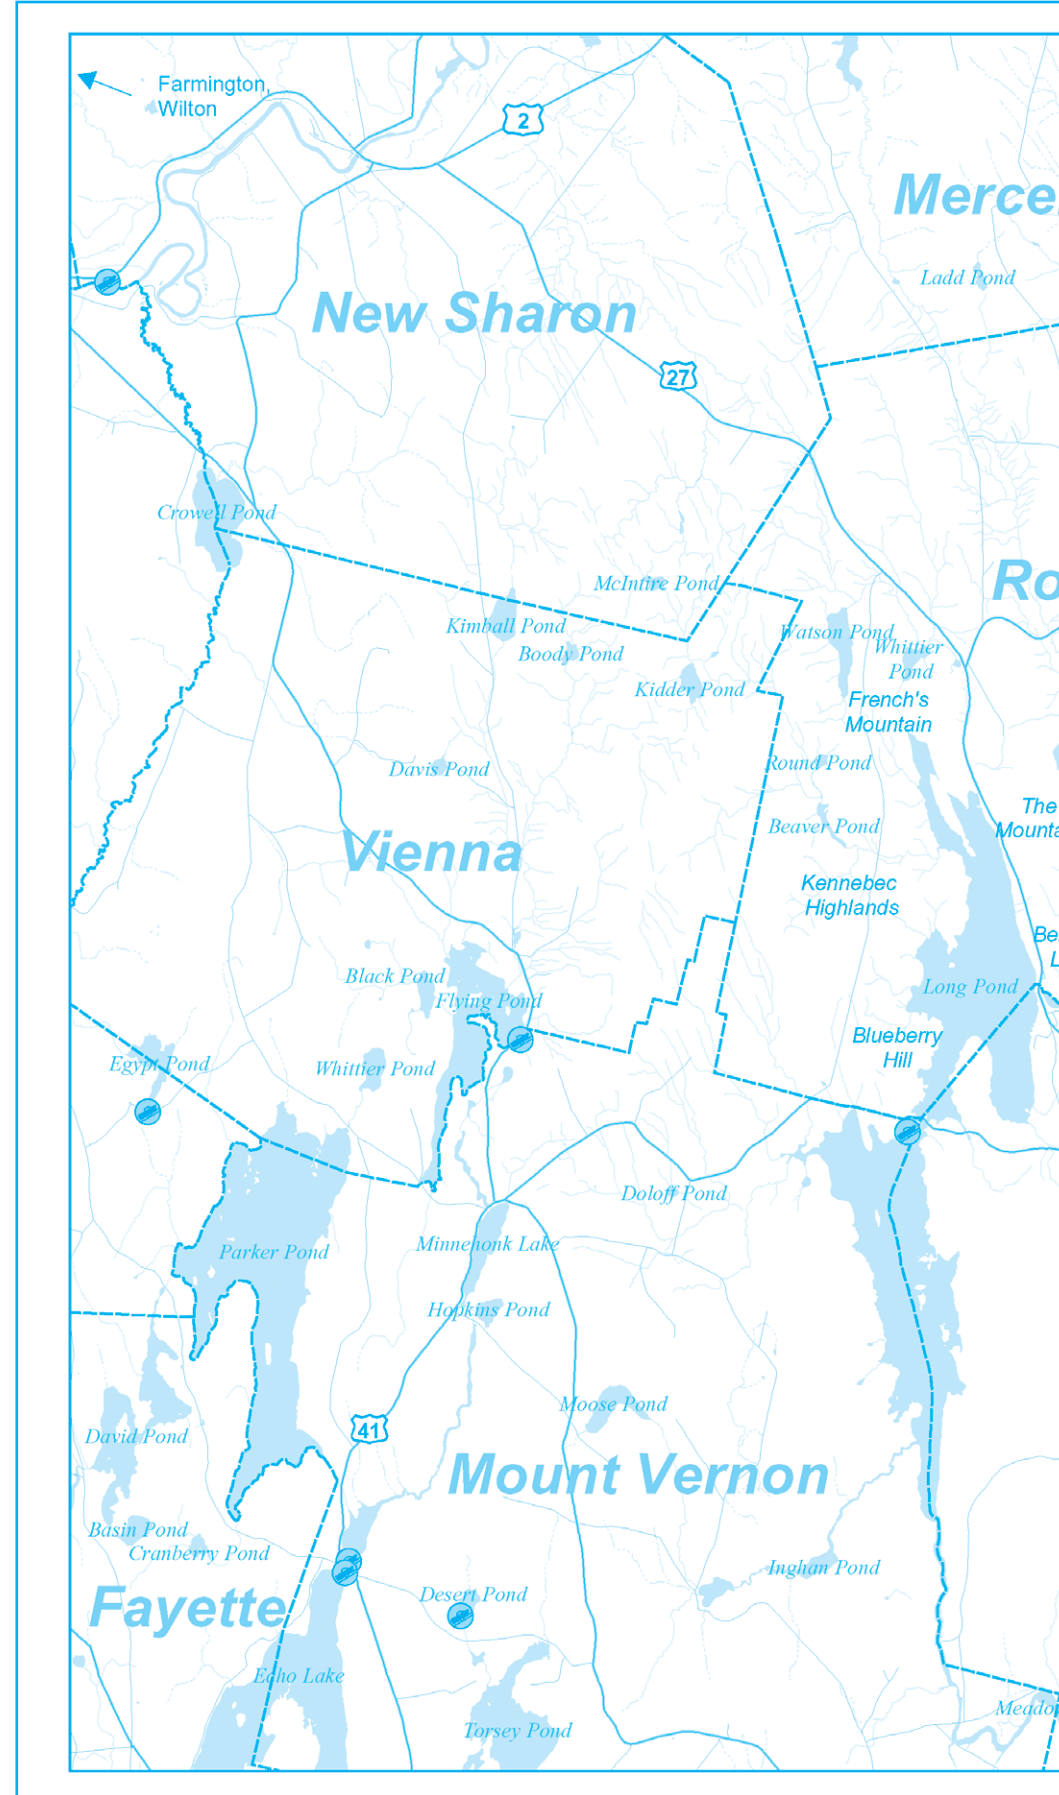 Farmington,
Wilton
2
Merce
Ladd Pond
New Sharon
27
Crowell Pond
McIntire Pond
Ro
Kimball Pond
Boody Pond
Watson Pond
Whittier
Pond
Kidder Pond
French's
Mountain
Davis Pond
Round Pond
The
Mounta
Beaver Pond
Vienna
Kennebec
Highlands
Be
L
Black Pond
Flying Pond
Long Pond
Blueberry
Hill
Egypt Pond
Whittier Pond
Doloff Pond
Parker Pond
Minnehonk Lake
Hopkins Pond
Moose Pond
41
David Pond
Mount Vernon
Basin Pond
Cranberry Pond
Inghan Pond
Fayette
Desert Pond
Echo Lake
Torsey Pond
Meado